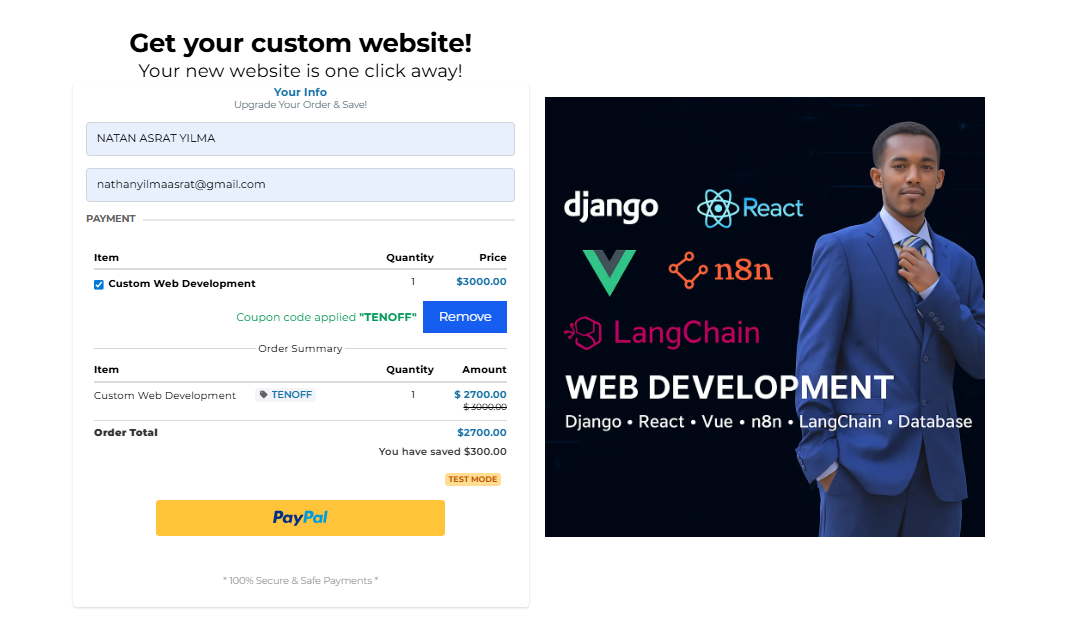 Get your custom website!
Your new website is one click away!
Your Info
Upgrade Your Order & Save!
NATAN ASRAT YILMA
nathanyilmaasrat@gmail.com
PAYMENT
Item Quantity Price
Custom Web Development 1 $3000.00
Coupon code applied "TENOFF" Remove
Order Summary
Item Quantity Amount
Custom Web Development TENOFF 1 $ 2700.00
$ 3000.00
Order Total $2700.00
You have saved $300.00
TEST MODE
PayPal
* 100% Secure & Safe Payments *
django React
n8n
LangChain
WEB DEVELOPMENT
Django • React • Vue • n8n • LangChain • Database